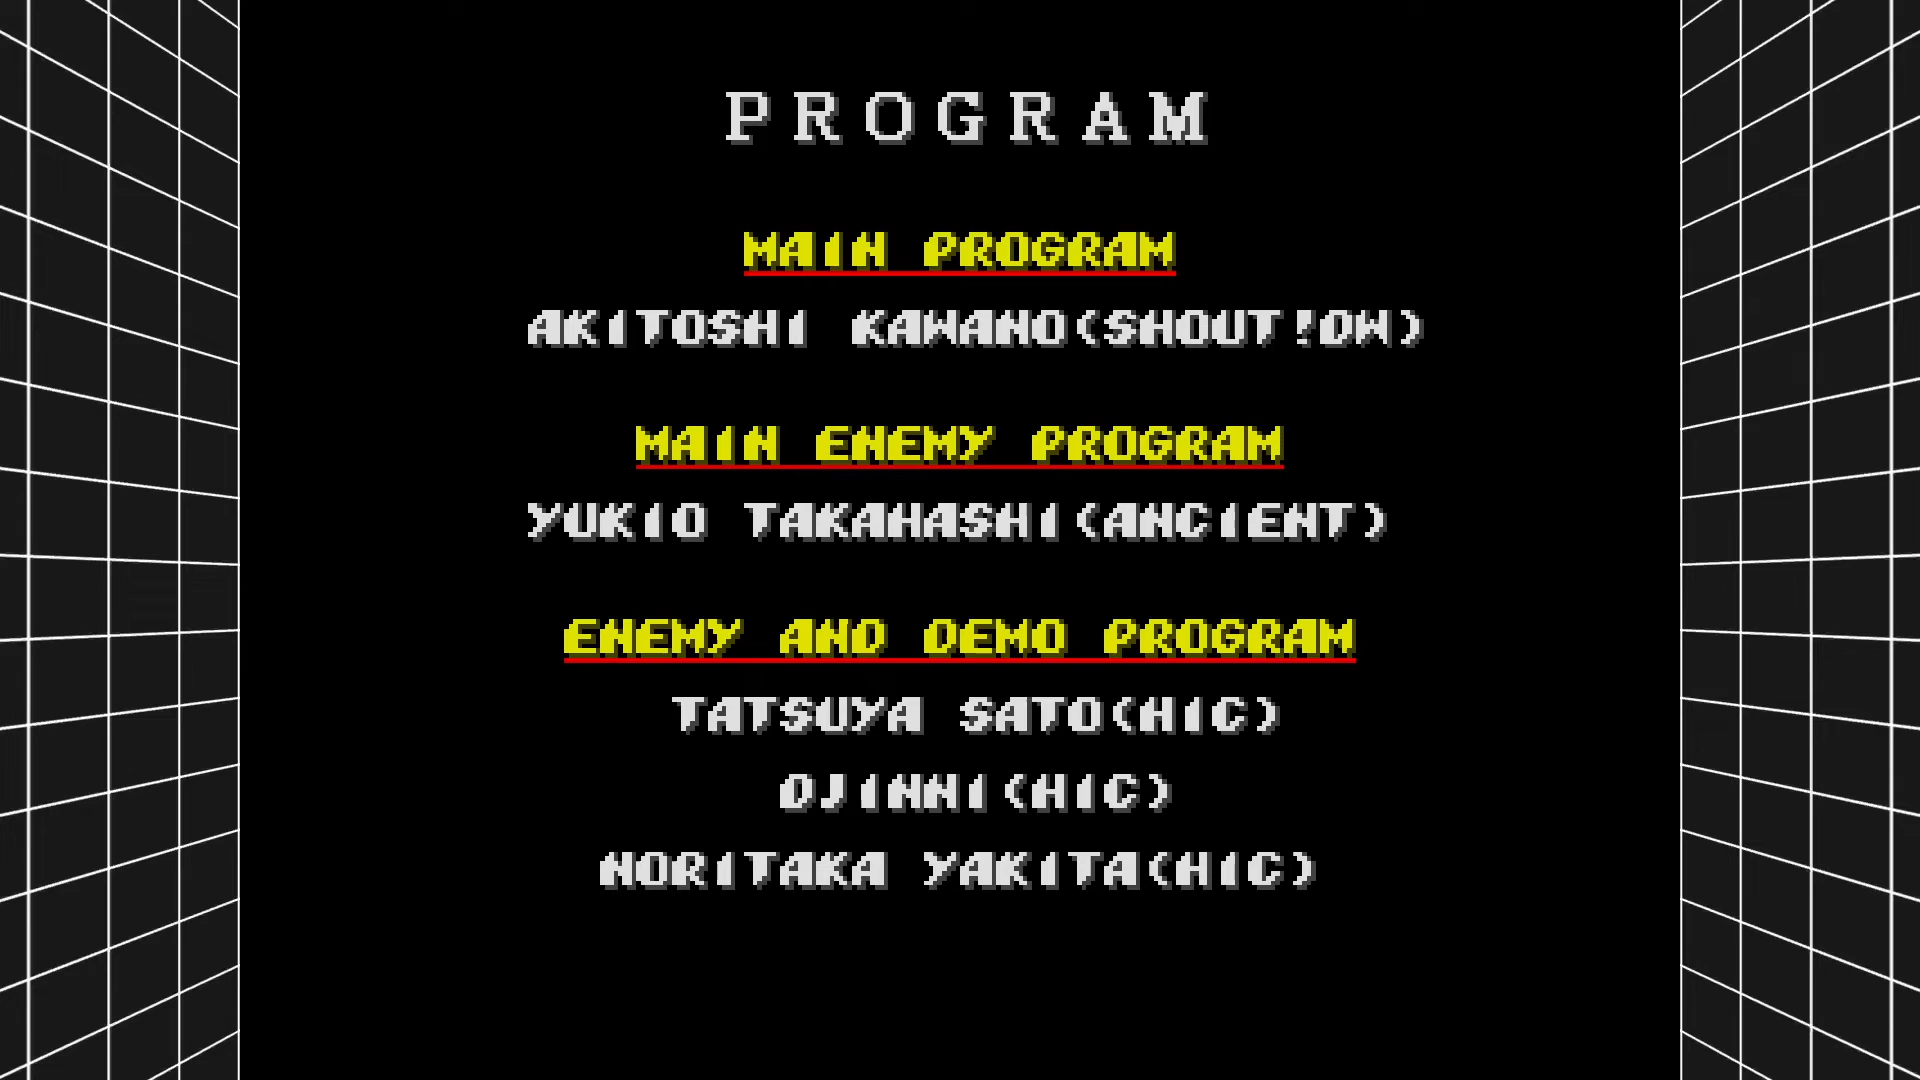 PROGRAM
MAIN PROGRAM
AKITOSHI KAWANO(SHOUT!DW)
MAIN ENEMY PROGRAM
YUKIO TAKAHASHI(ANCIENT)
ENEMY AND DEMO PROGRAM
TATSUYA SATO(HIC)
OJINNI(HIC)
NORITAKA YAKITA(HIC)